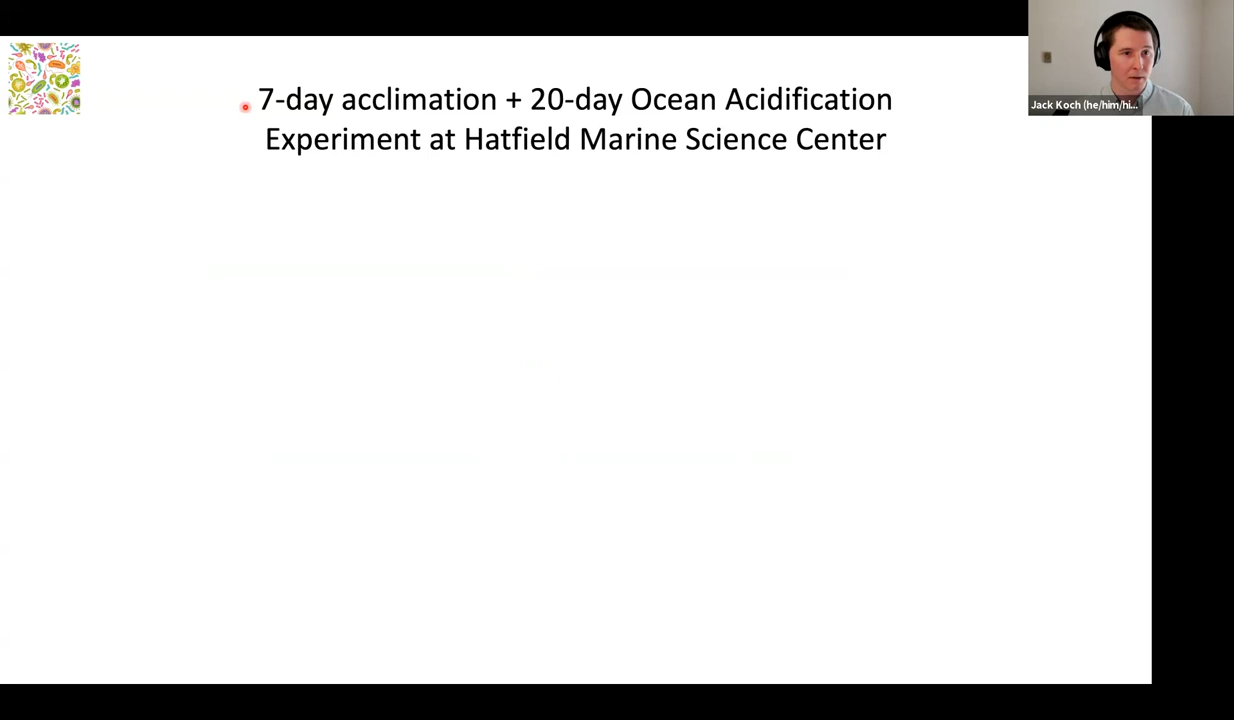 7-day acclimation + 20-day Ocean Acidification
Experiment at Hatfield Marine Science Center
Jack Koch (he/him/hi...